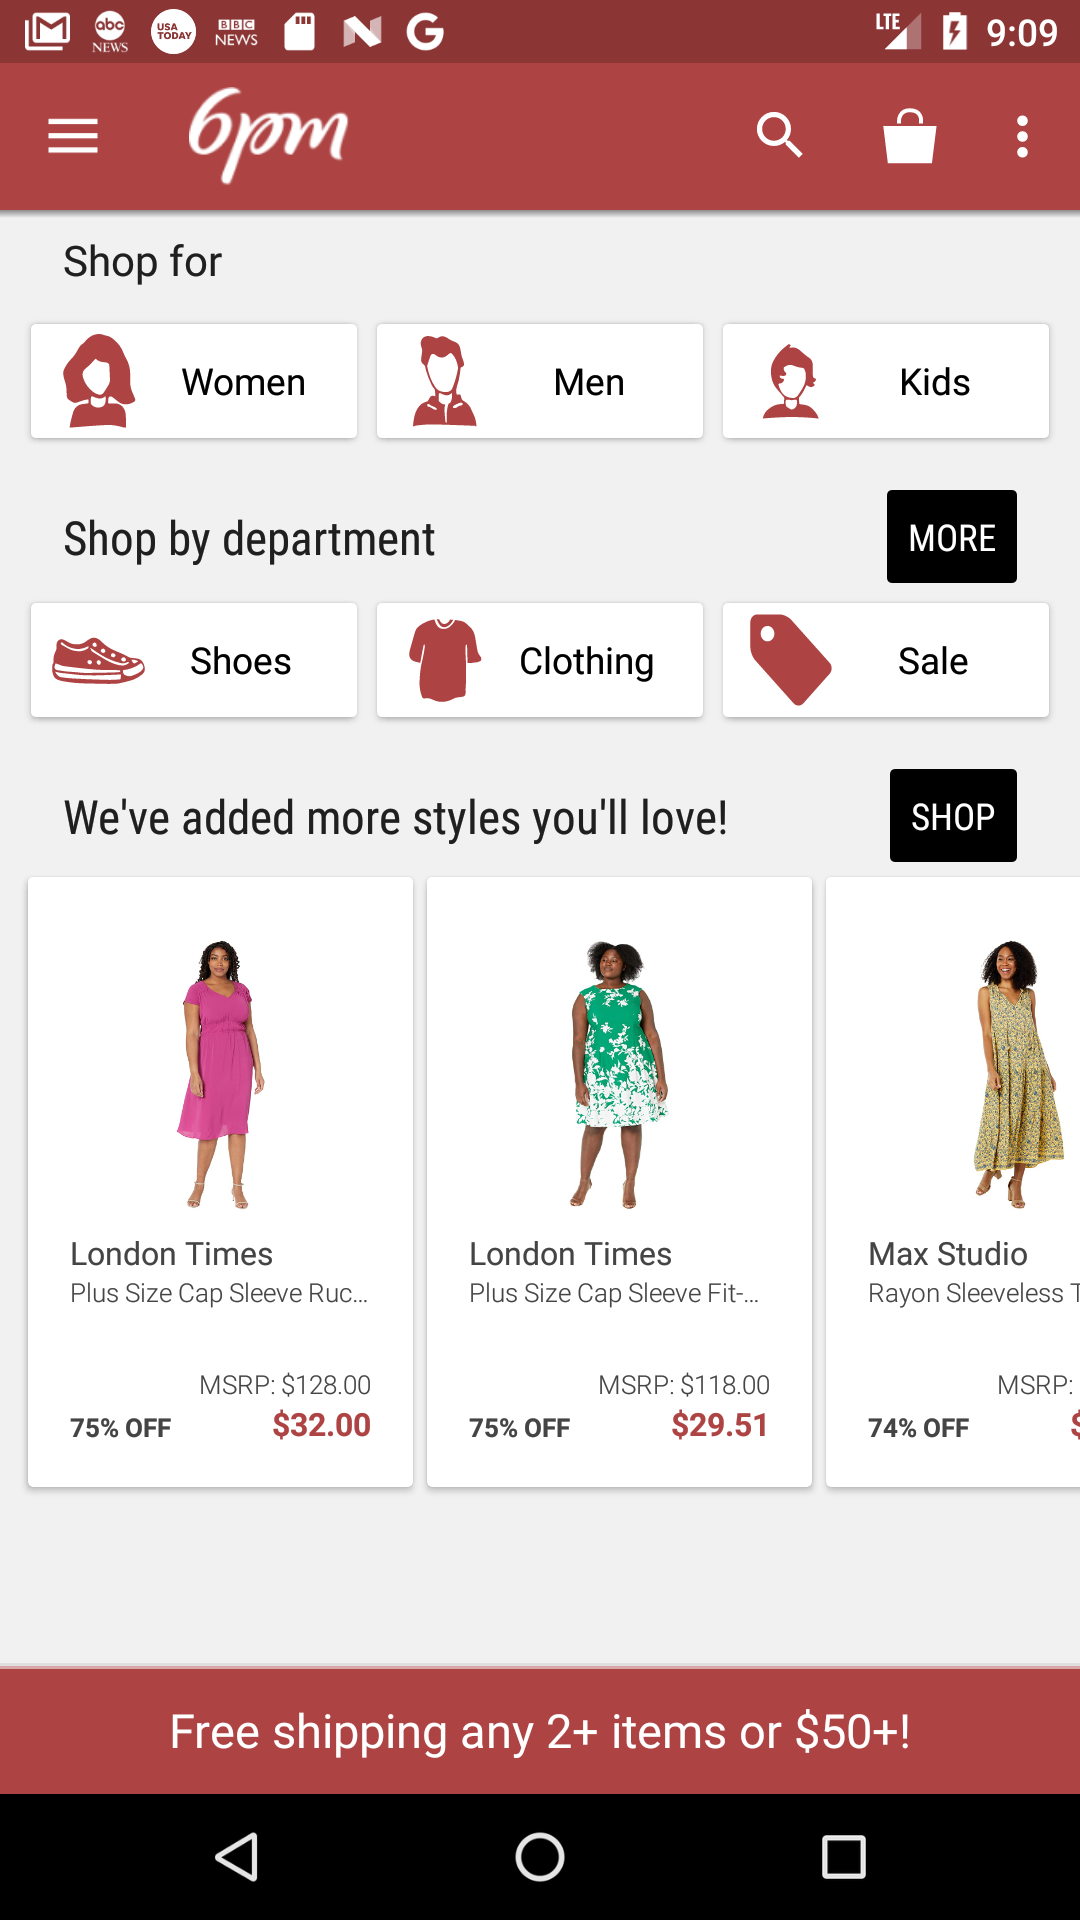 abc NEWS USA TODAY BBC NEWS LTE 9:09
6pm
Shop for
Women Men Kids
Shop by department MORE
Shoes Clothing Sale
We've added more styles you'll love! SHOP
London Times
Plus Size Cap Sleeve Ruc...
MSRP: $128.00
75% OFF $32.00
London Times
Plus Size Cap Sleeve Fit-...
MSRP: $118.00
75% OFF $29.51
Max Studio
Rayon Sleeveless T
MSRP:
74% OFF $
Free shipping any 2+ items or $50+!